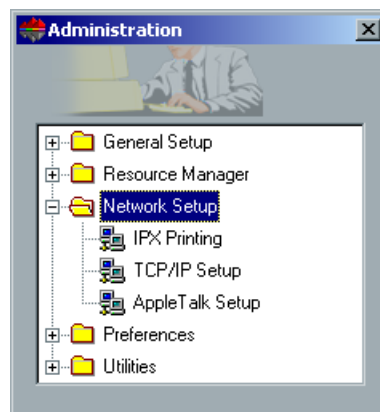 Administration
General Setup
Resource Manager
Network Setup
IPX Printing
TCP/IP Setup
AppleTalk Setup
Preferences
Utilities